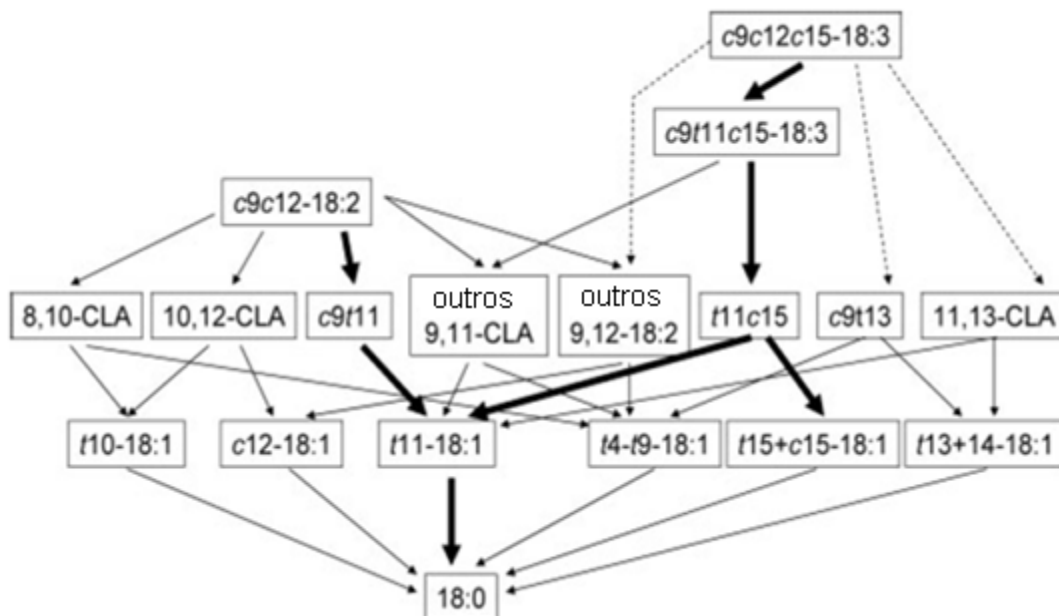 c9c12c15-18:3
c9t11c15-18:3
c9c12-18:2
8,10-CLA
10,12-CLA
c9t11
outros
9,11-CLA
outros
9,12-18:2
t11c15
c9t13
11,13-CLA
t10-18:1
c12-18:1
t11-18:1
t4-t9-18:1
t15+c15-18:1
t13+14-18:1
18:0